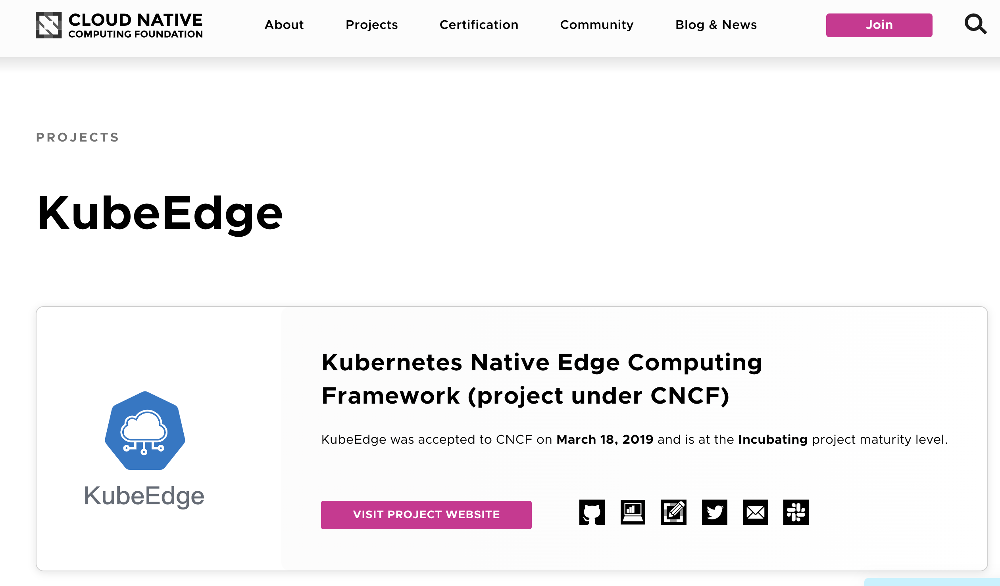 CLOUD NATIVE
COMPUTING FOUNDATION
About
Projects
Certification
Community
Blog & News
Join
PROJECTS
KubeEdge
KubeEdge
Kubernetes Native Edge Computing
Framework (project under CNCF)
KubeEdge was accepted to CNCF on March 18, 2019 and is at the Incubating project maturity level.
VISIT PROJECT WEBSITE